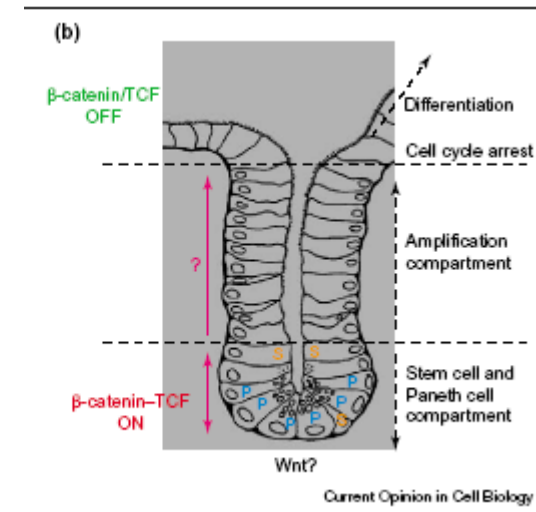 (b)
β-catenin/TCF
OFF
Differentiation
Cell cycle arrest
?
Amplification
compartment
S S
P P
P P
P P S
β-catenin–TCF
ON
Stem cell and
Paneth cell
compartment
Wnt?
Current Opinion in Cell Biology